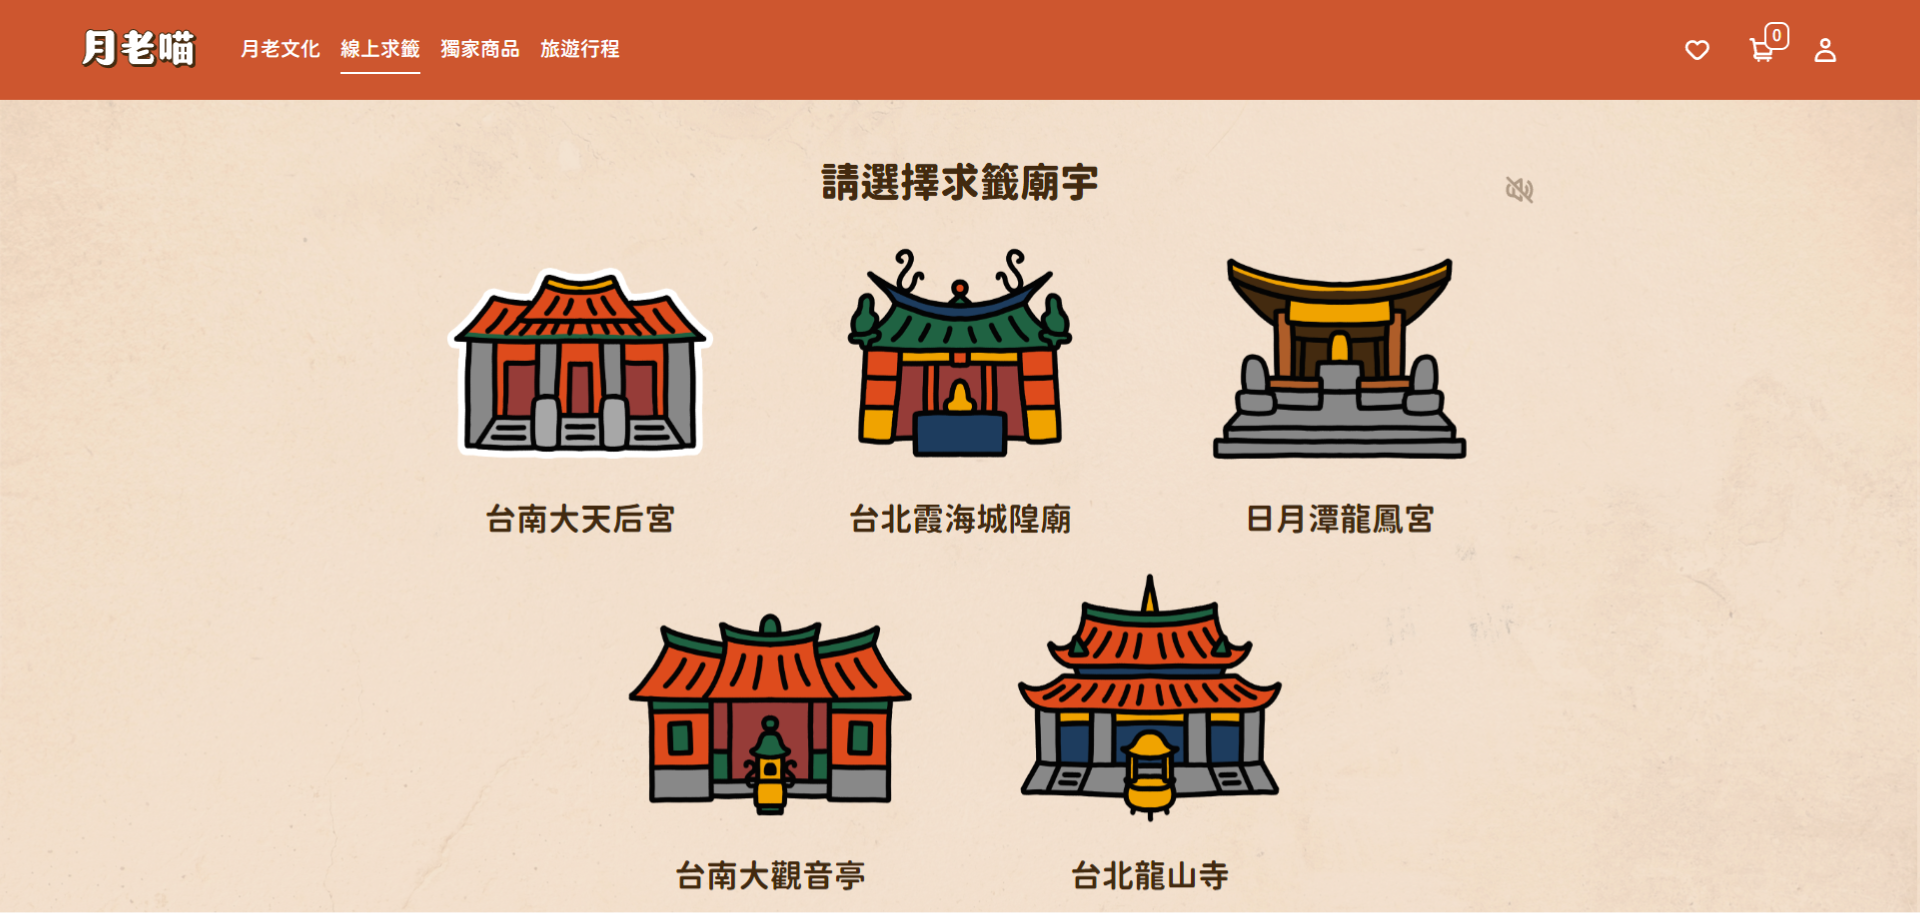 月老喵
月老文化 線上求籤 獨家商品 旅遊行程
0
請選擇求籤廟宇
台南大天后宮 台北霞海城隍廟 日月潭龍鳳宮
台南大觀音亭 台北龍山寺